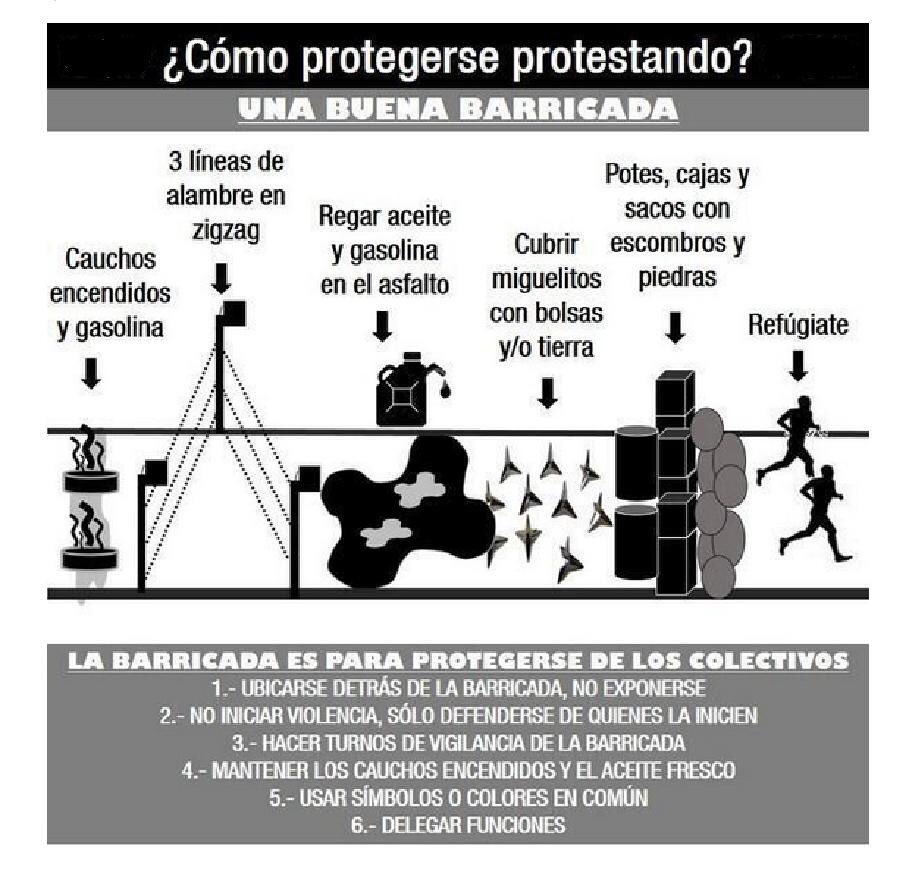 ¿Cómo protegerse protestando?
UNA BUENA BARRICADA
Cauchos
encendidos
y gasolina
3 líneas de
alambre en
zigzag
Regar aceite
y gasolina
en el asfalto
Cubrir
miguelitos
con bolsas
y/o tierra
Potes, cajas y
sacos con
escombros y
piedras
Refúgiate
LA BARRICADA ES PARA PROTEGERSE DE LOS COLECTIVOS
1.- UBICARSE DETRÁS DE LA BARRICADA, NO EXPONERSE
2.- NO INICIAR VIOLENCIA, SÓLO DEFENDERSE DE QUIENES LA INICIEN
3.- HACER TURNOS DE VIGILANCIA DE LA BARRICADA
4.- MANTENER LOS CAUCHOS ENCENDIDOS Y EL ACEITE FRESCO
5.- USAR SÍMBOLOS O COLORES EN COMÚN
6.- DELEGAR FUNCIONES